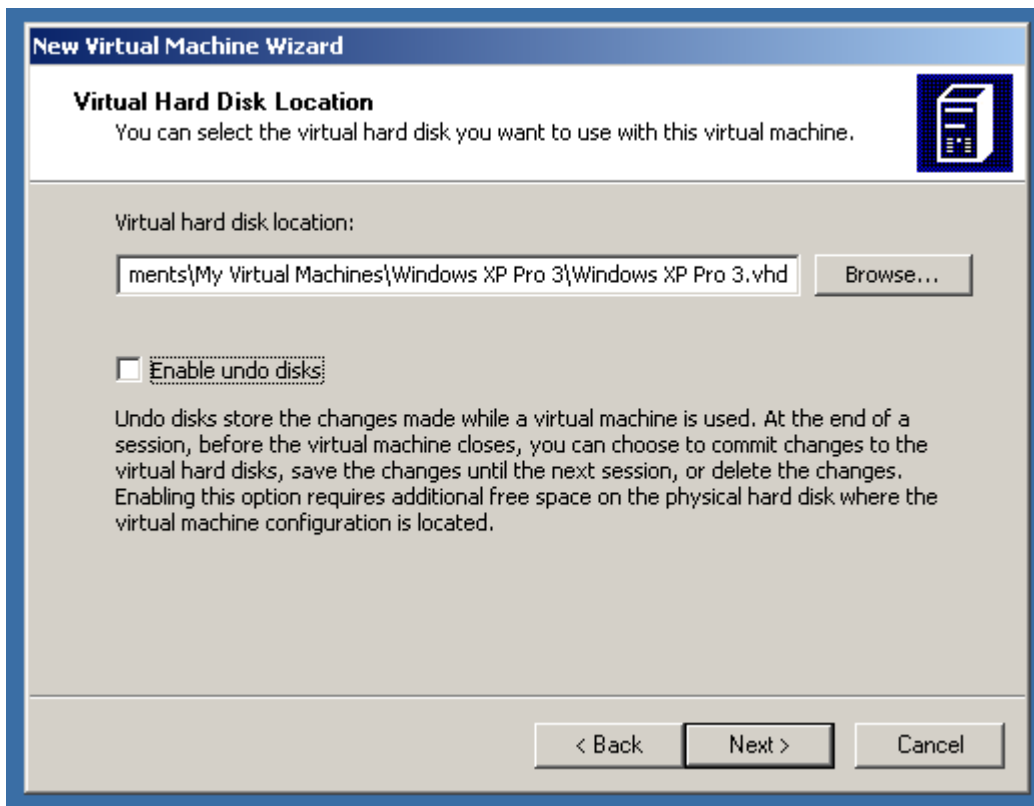 New Virtual Machine Wizard
Virtual Hard Disk Location
You can select the virtual hard disk you want to use with this virtual machine.
Virtual hard disk location:
ments\My Virtual Machines\Windows XP Pro 3\Windows XP Pro 3.vhd
Browse...
Enable undo disks
Undo disks store the changes made while a virtual machine is used. At the end of a
session, before the virtual machine closes, you can choose to commit changes to the
virtual hard disks, save the changes until the next session, or delete the changes.
Enabling this option requires additional free space on the physical hard disk where the
virtual machine configuration is located.
< Back
Next >
Cancel